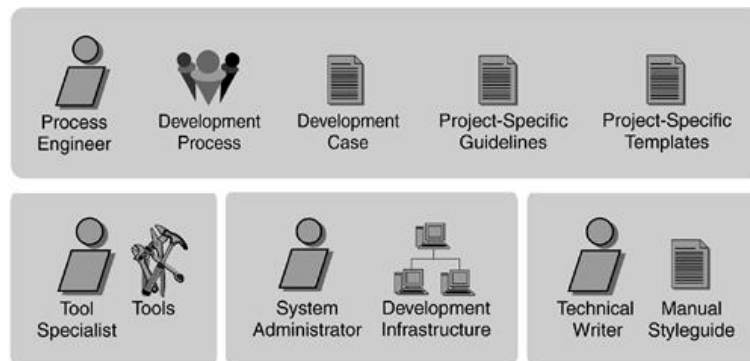 Process
Engineer
Development
Process
Development
Case
Project-Specific
Guidelines
Project-Specific
Templates
Tool
Specialist
Tools
System
Administrator
Development
Infrastructure
Technical
Writer
Manual
Styleguide